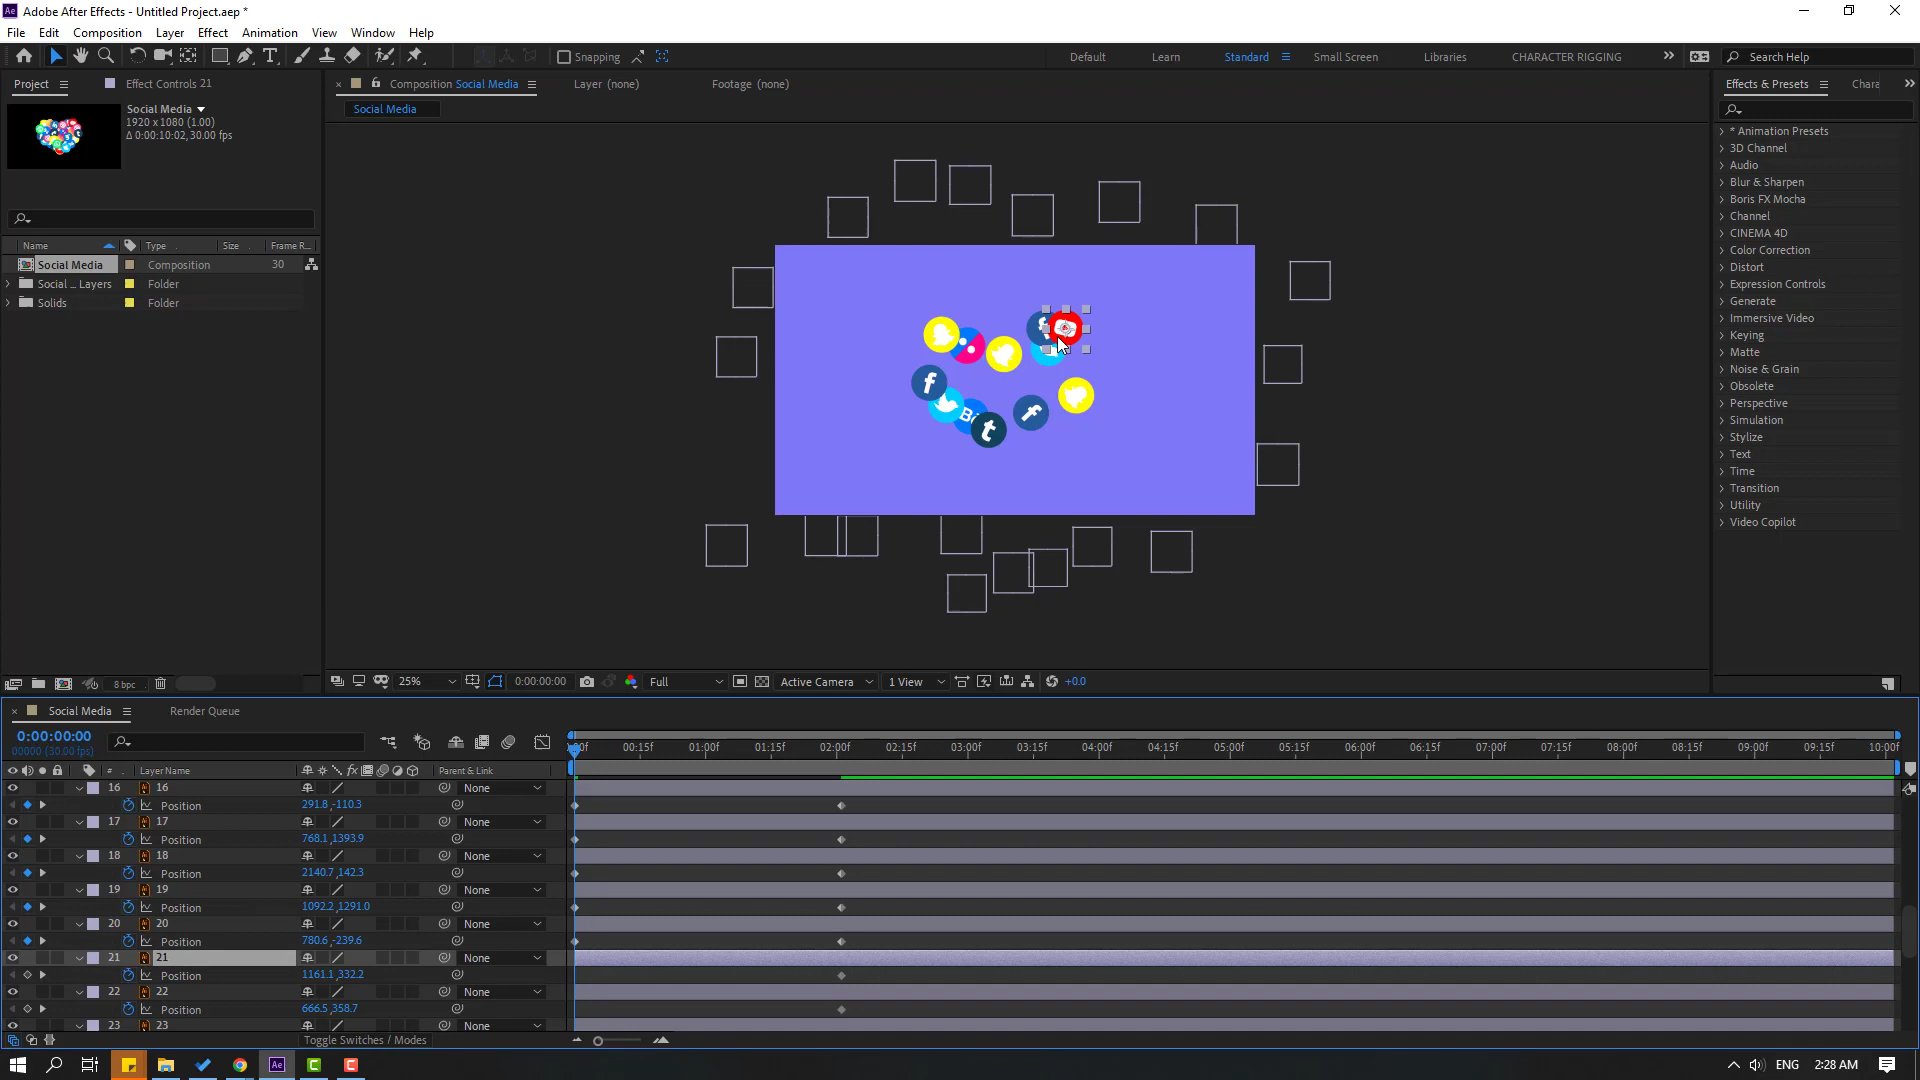 Adobe After Effects - Untitled Project.aep *
File Edit Composition Layer Effect Animation View Window Help
Snapping Default Learn Standard Small Screen Libraries CHARACTER RIGGING Search Help
Project Effect Controls 21 Composition Social Media Layer (none) Footage (none) Effects & Presets Chara
Social Media
1920 x 1080 (1.00)
Δ 0:00:10:02, 30.00 fps
Social Media
Name Type Size Frame R...
Social Media Composition 30
Social ... Layers Folder
Solids Folder
* Animation Presets
3D Channel
Audio
Blur & Sharpen
Boris FX Mocha
Channel
CINEMA 4D
Color Correction
Distort
Expression Controls
Generate
Immersive Video
Keying
Matte
Noise & Grain
Obsolete
Perspective
Simulation
Stylize
Text
Time
Transition
Utility
Video Copilot
8 bpc 25% 0:00:00:00 Full Active Camera 1 View +0.0
Social Media Render Queue
0:00:00:00
00000 (30.00 fps)
00:15f 01:00f 01:15f 02:00f 02:15f 03:00f 03:15f 04:00f 04:15f 05:00f 05:15f 06:00f 06:15f 07:00f 07:15f 08:00f 08:15f 09:00f 09:15f 10:00f
# Layer Name fx Parent & Link
16 16 None
Position 291.8,-110.3
17 17 None
Position 768.1,1393.9
18 18 None
Position 2140.7,142.3
19 19 None
Position 1092.2,1291.0
20 20 None
Position 780.6,-239.6
21 21 None
Position 1161.1,332.2
22 22 None
Position 666.5,358.7
23 23 None
Toggle Switches / Modes
ENG 2:28 AM